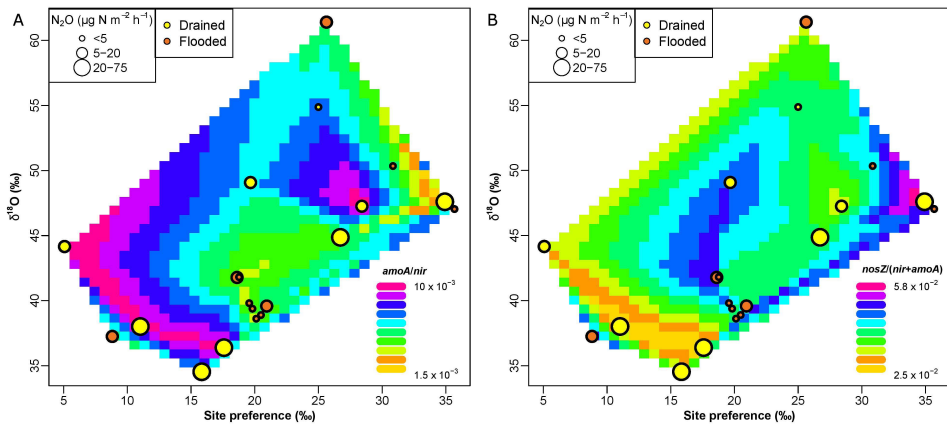 A
N₂O (µg N m⁻² h⁻¹)
<5
5-20
20-75
Drained
Flooded
60
55
50
45
40
35
δ¹⁸O (‰)
amoA/nir
10 x 10⁻³
1.5 x 10⁻³
5 10 15 20 25 30 35
Site preference (‰)
B
N₂O (µg N m⁻² h⁻¹)
<5
5-20
20-75
Drained
Flooded
60
55
50
45
40
35
δ¹⁸O (‰)
nosZ/(nir+amoA)
5.8 x 10⁻²
2.5 x 10⁻²
5 10 15 20 25 30 35
Site preference (‰)